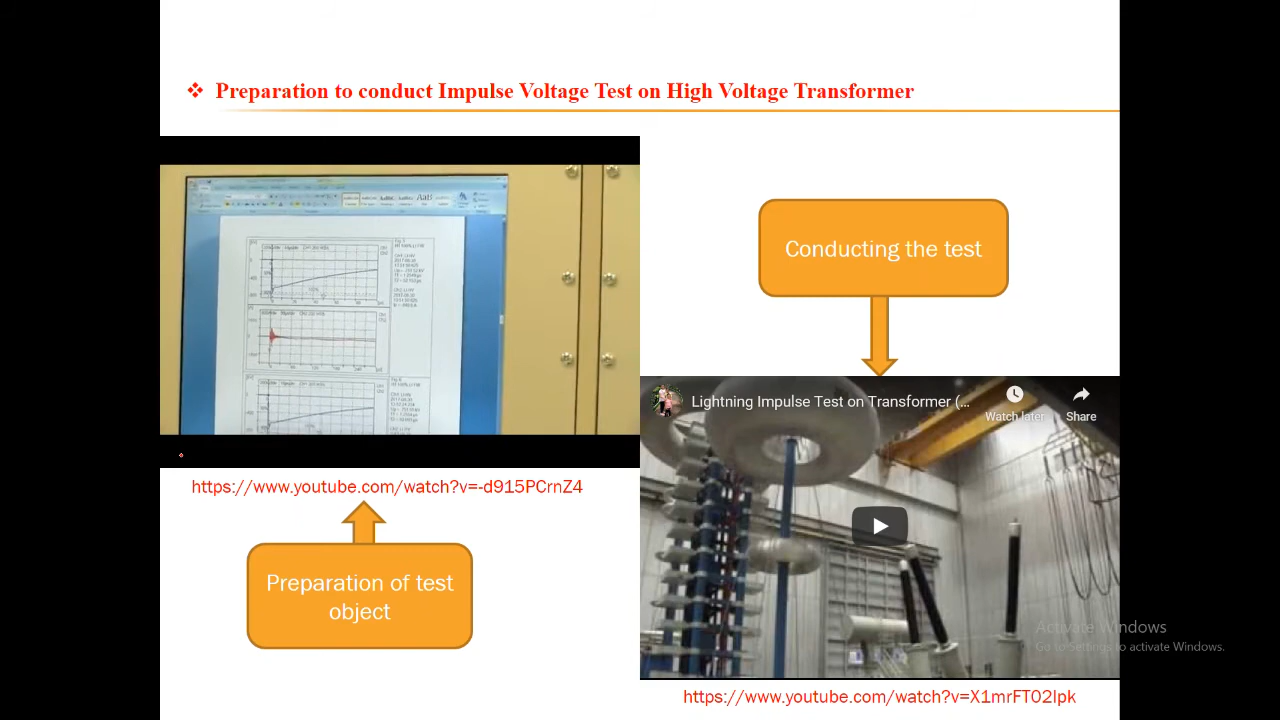 ❖ Preparation to conduct Impulse Voltage Test on High Voltage Transformer
Conducting the test
Lightning Impulse Test on Transformer (...
Watch later
Share
https://www.youtube.com/watch?v=-d915PCrnZ4
Preparation of test
object
Activate Windows
Go to Settings to activate Windows.
https://www.youtube.com/watch?v=X1mrFT02lpk